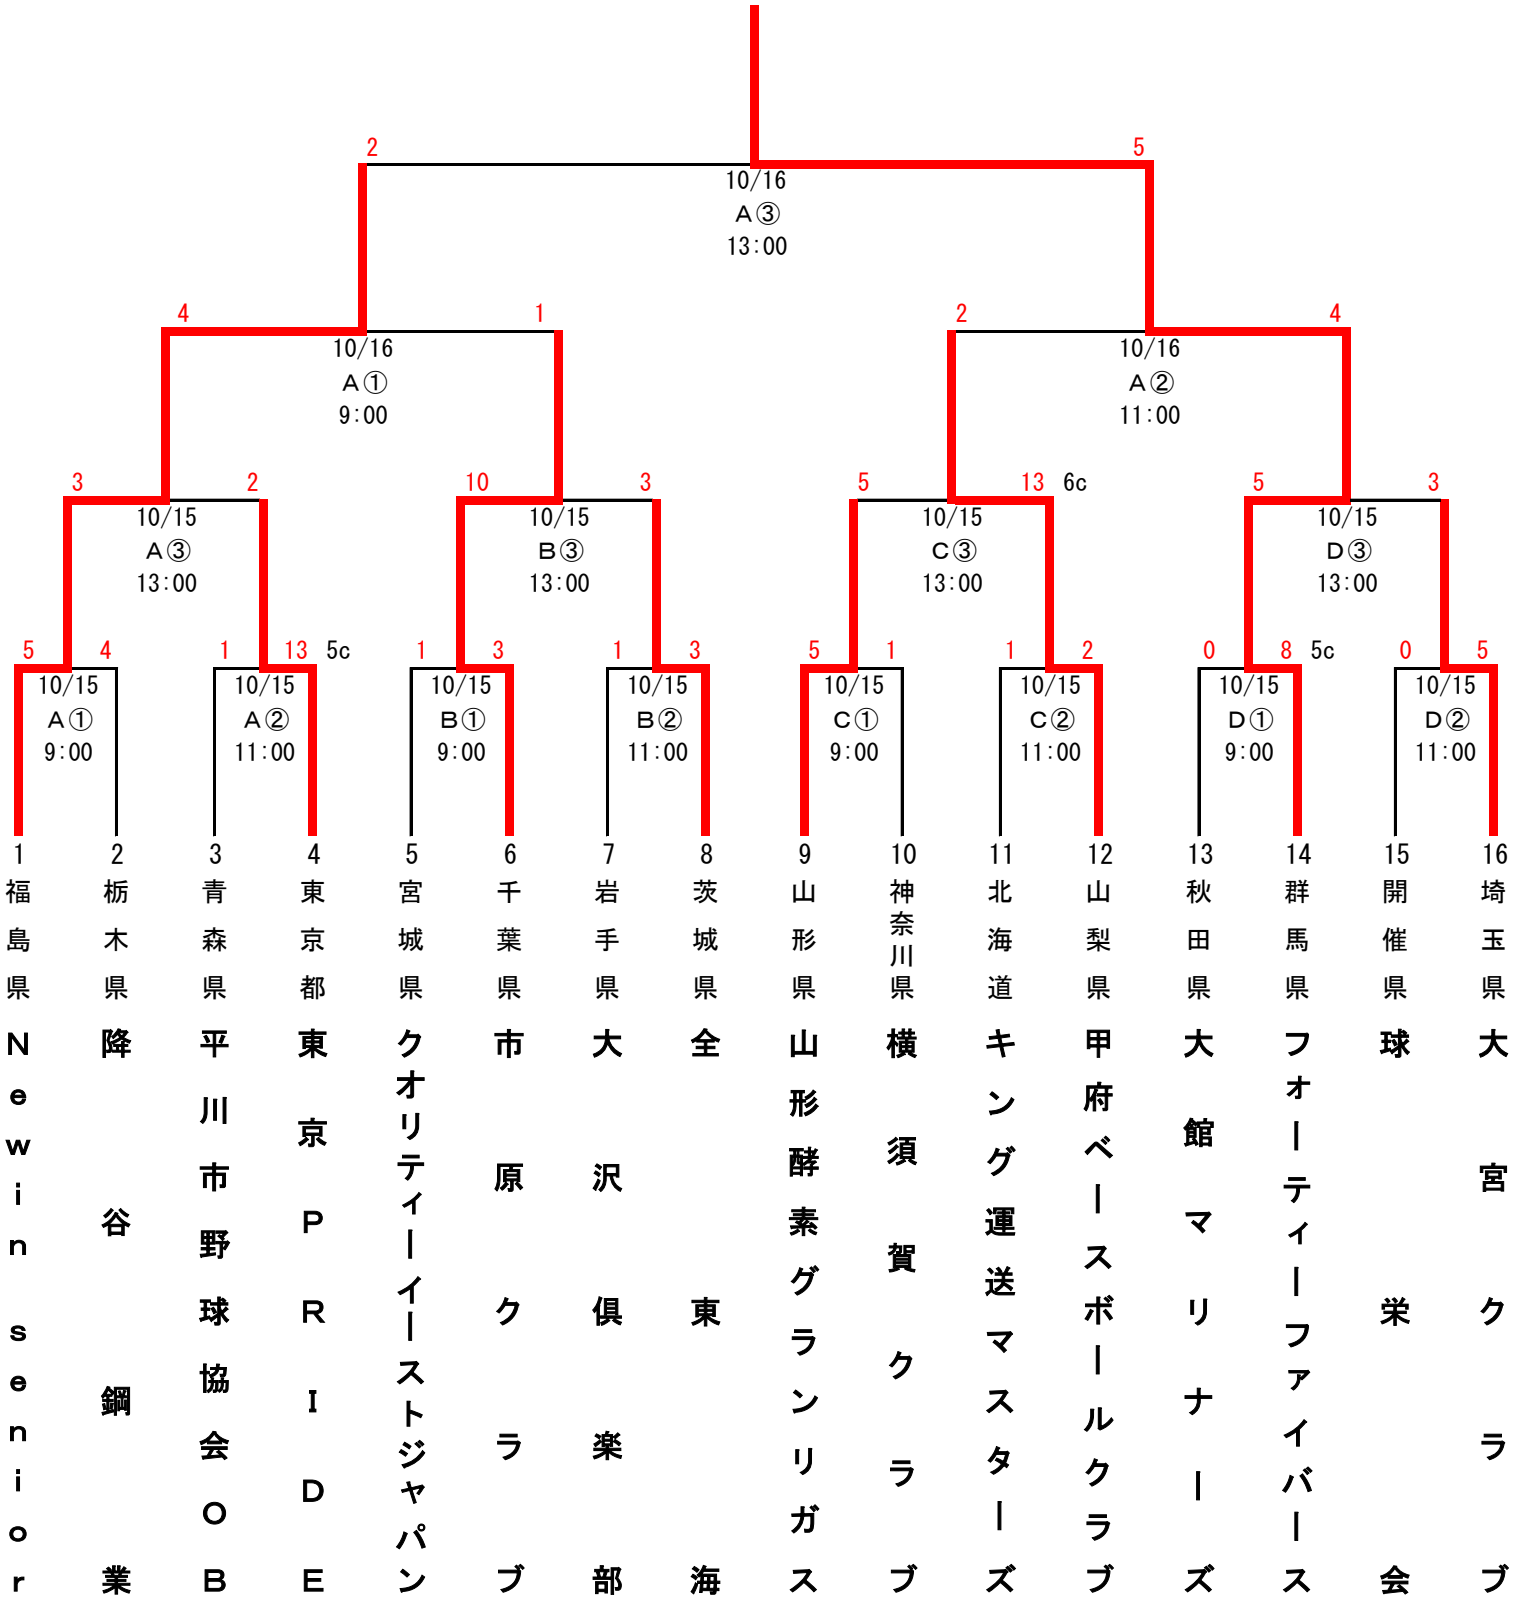 2 5
10/16
A③
13:00
4 1 2 4
10/16 10/16
A① A②
9:00 11:00
3 2 10 3 5 13 6c 5 3
10/15 10/15 10/15 10/15
A③ B③ C③ D③
13:00 13:00 13:00 13:00
5 4 1 13 5c 1 3 1 3 5 1 1 2 0 8 5c 0 5
10/15 10/15 10/15 10/15 10/15 10/15 10/15 10/15
A① A② B① B② C① C② D① D②
9:00 11:00 9:00 11:00 9:00 11:00 9:00 11:00
1 2 3 4 5 6 7 8 9 10 11 12 13 14 15 16
福島県
Newin senior
栃木県
降谷鋼業
青森県
平川市野球協会OB
東京都
東京PRIDE
宮城県
クオリティーイーストジャパン
千葉県
市原クラブ
岩手県
大沢倶楽部
茨城県
全東海
山形県
山形酵素グランリガス
神奈川県
横須賀クラブ
北海道
キング運送マスターズ
山梨県
甲府ベースボールクラブ
秋田県
大館マリナーズ
群馬県
フォーティーファイバース
開催県
球栄会
埼玉県
大宮クラブ